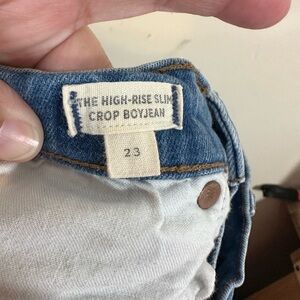 THE HIGH-RISE SLIM
CROP BOYJEAN
23